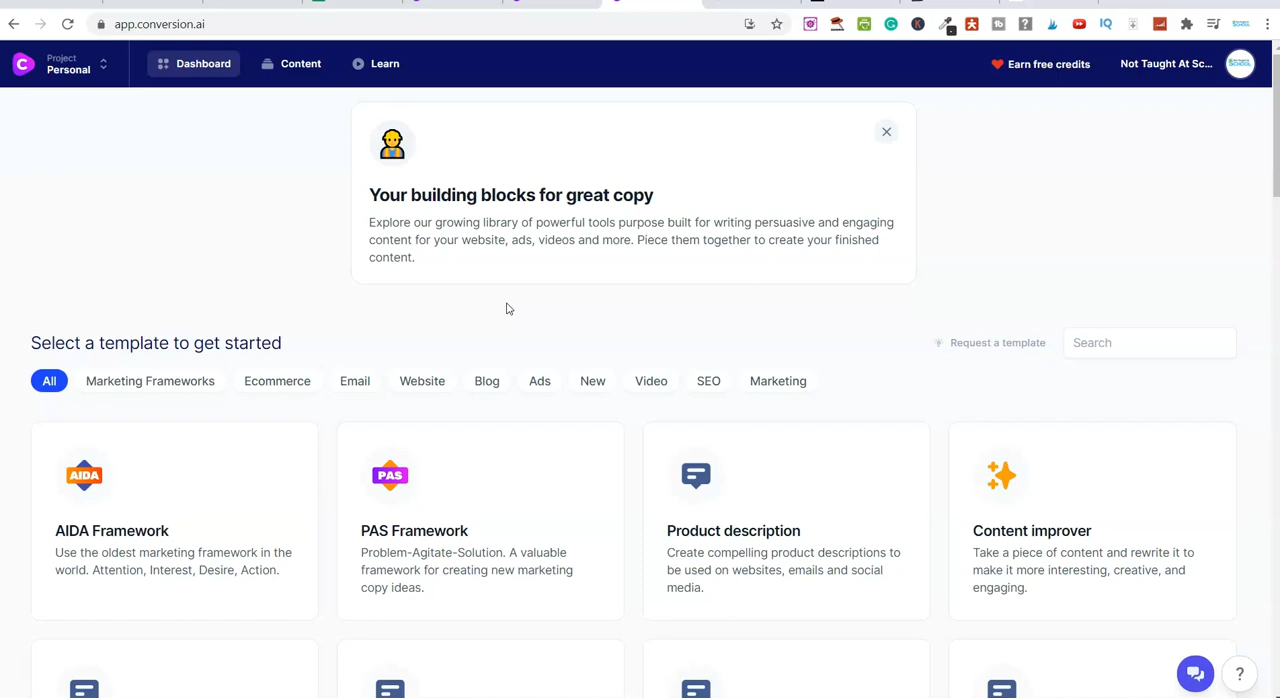 app.conversion.ai
Project
Personal
Dashboard
Content
Learn
Earn free credits
Not Taught At Sc...
Your building blocks for great copy
Explore our growing library of powerful tools purpose built for writing persuasive and engaging
content for your website, ads, videos and more. Piece them together to create your finished
content.
Select a template to get started
Request a template
Search
All
Marketing Frameworks
Ecommerce
Email
Website
Blog
Ads
New
Video
SEO
Marketing
AIDA
AIDA Framework
Use the oldest marketing framework in the
world. Attention, Interest, Desire, Action.
PAS
PAS Framework
Problem-Agitate-Solution. A valuable
framework for creating new marketing
copy ideas.
Product description
Create compelling product descriptions to
be used on websites, emails and social
media.
Content improver
Take a piece of content and rewrite it to
make it more interesting, creative, and
engaging.